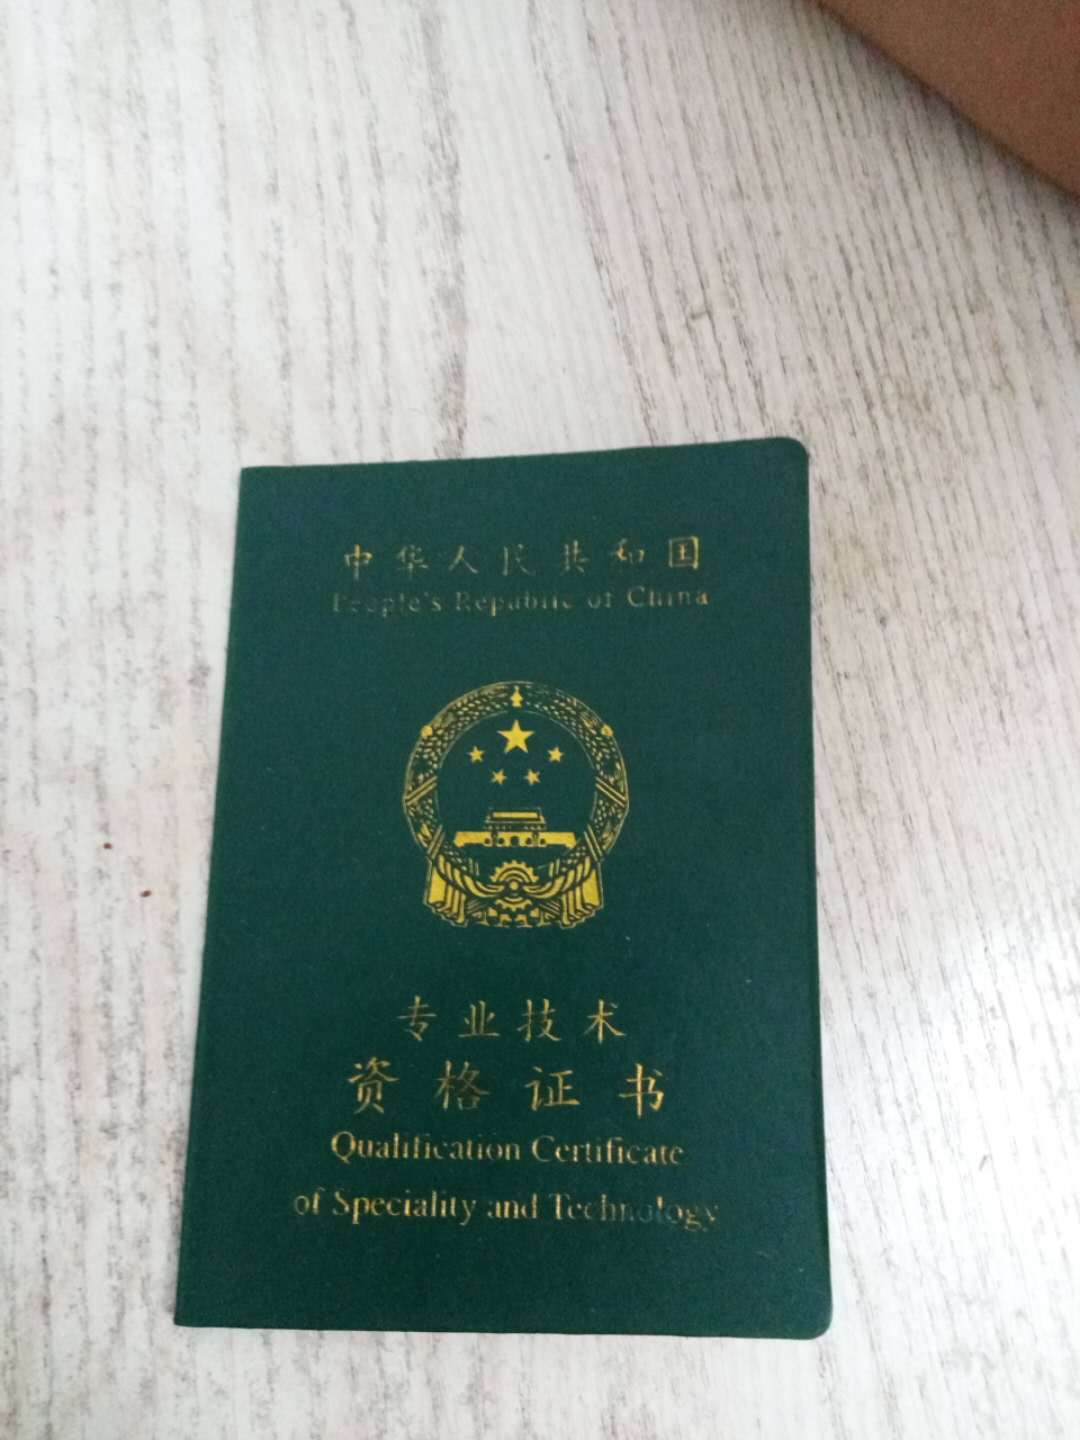 中华人民共和国
People's Republic of China
专业技术
资格证书
Qualification Certificate
of Speciality and Technology